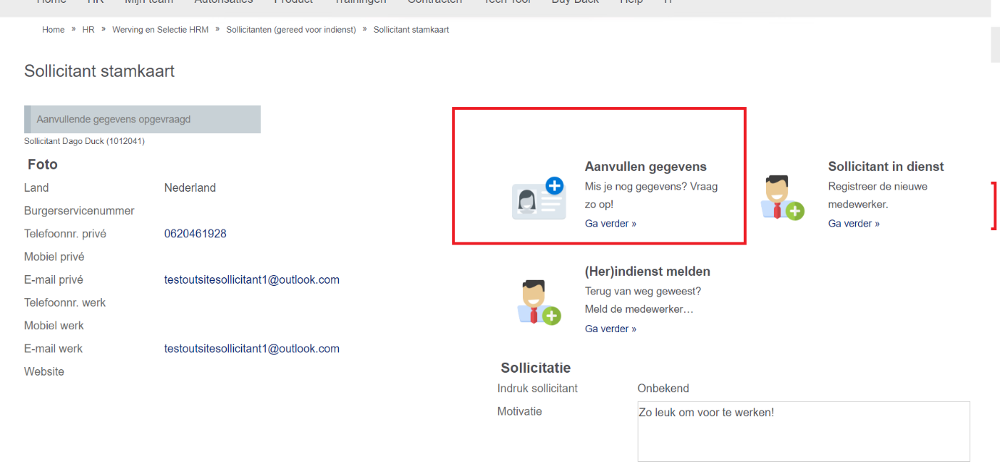 Home HR Mijn team Autorisaties Product Trainingen Contracten Tech Tool Buy Back Help IT
Home » HR » Werving en Selectie HRM » Sollicitanten (gereed voor indienst) » Sollicitant stamkaart
Sollicitant stamkaart
Aanvullende gegevens opgevraagd
Sollicitant Dago Duck (1012041)
Foto
Land Nederland
Burgerservicenummer
Telefoonnr. privé 0620461928
Mobiel privé
E-mail privé testoutsitesollicitant1@outlook.com
Telefoonnr. werk
Mobiel werk
E-mail werk testoutsitesollicitant1@outlook.com
Website
Aanvullen gegevens
Mis je nog gegevens? Vraag
zo op!
Ga verder »
Sollicitant in dienst
Registreer de nieuwe
medewerker.
Ga verder »
(Her)indienst melden
Terug van weg geweest?
Meld de medewerker…
Ga verder »
Sollicitatie
Indruk sollicitant Onbekend
Motivatie Zo leuk om voor te werken!